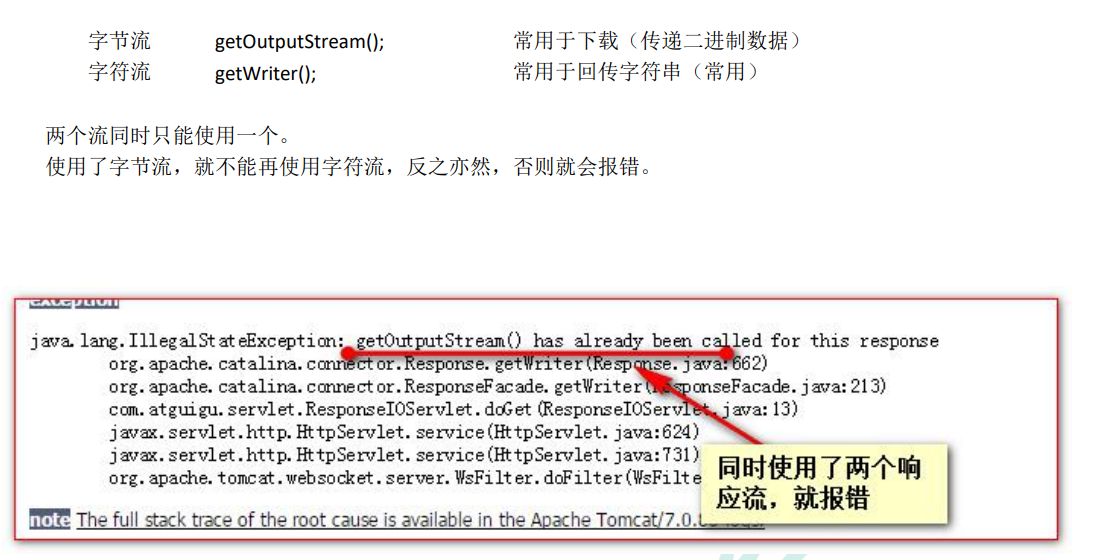 字节流 getOutputStream(); 常用于下载（传递二进制数据）
字符流 getWriter(); 常用于回传字符串（常用）
两个流同时只能使用一个。
使用了字节流，就不能再使用字符流，反之亦然，否则就会报错。
exception
java.lang.IllegalStateException: getOutputStream() has already been called for this response
org.apache.catalina.connector.Response.getWriter(Response.java:662)
org.apache.catalina.connector.ResponseFacade.getWriter(ResponseFacade.java:213)
com.atguigu.servlet.ResponseIOServlet.doGet(ResponseIOServlet.java:13)
javax.servlet.http.HttpServlet.service(HttpServlet.java:624)
javax.servlet.http.HttpServlet.service(HttpServlet.java:731)
org.apache.tomcat.websocket.server.WsFilter.doFilter(WsFilte
同时使用了两个响
应流，就报错
note The full stack trace of the root cause is available in the Apache Tomcat/7.0.